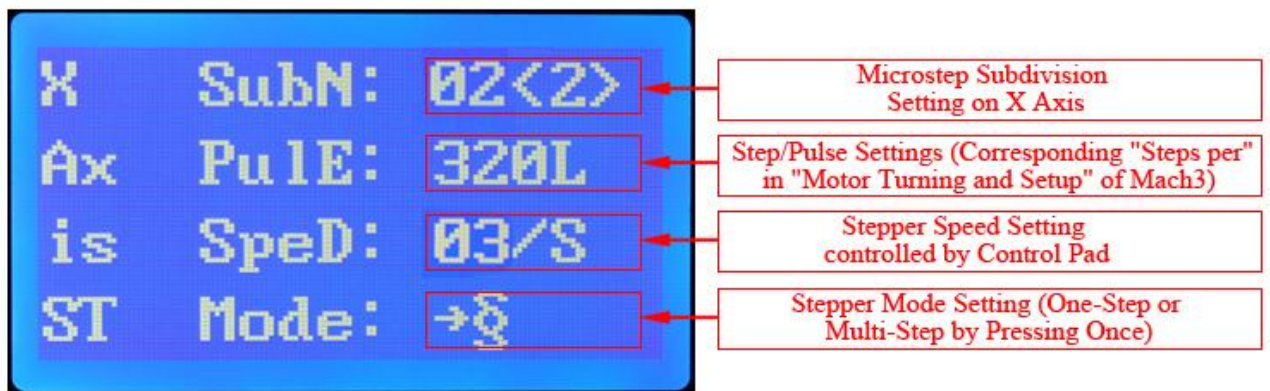 X SubN: 02<2>
Ax PulE: 320L
is SpeD: 03/S
ST Mode: →§
Microstep Subdivision
Setting on X Axis
Step/Pulse Settings (Corresponding "Steps per"
in "Motor Turning and Setup" of Mach3)
Stepper Speed Setting
controlled by Control Pad
Stepper Mode Setting (One-Step or
Multi-Step by Pressing Once)